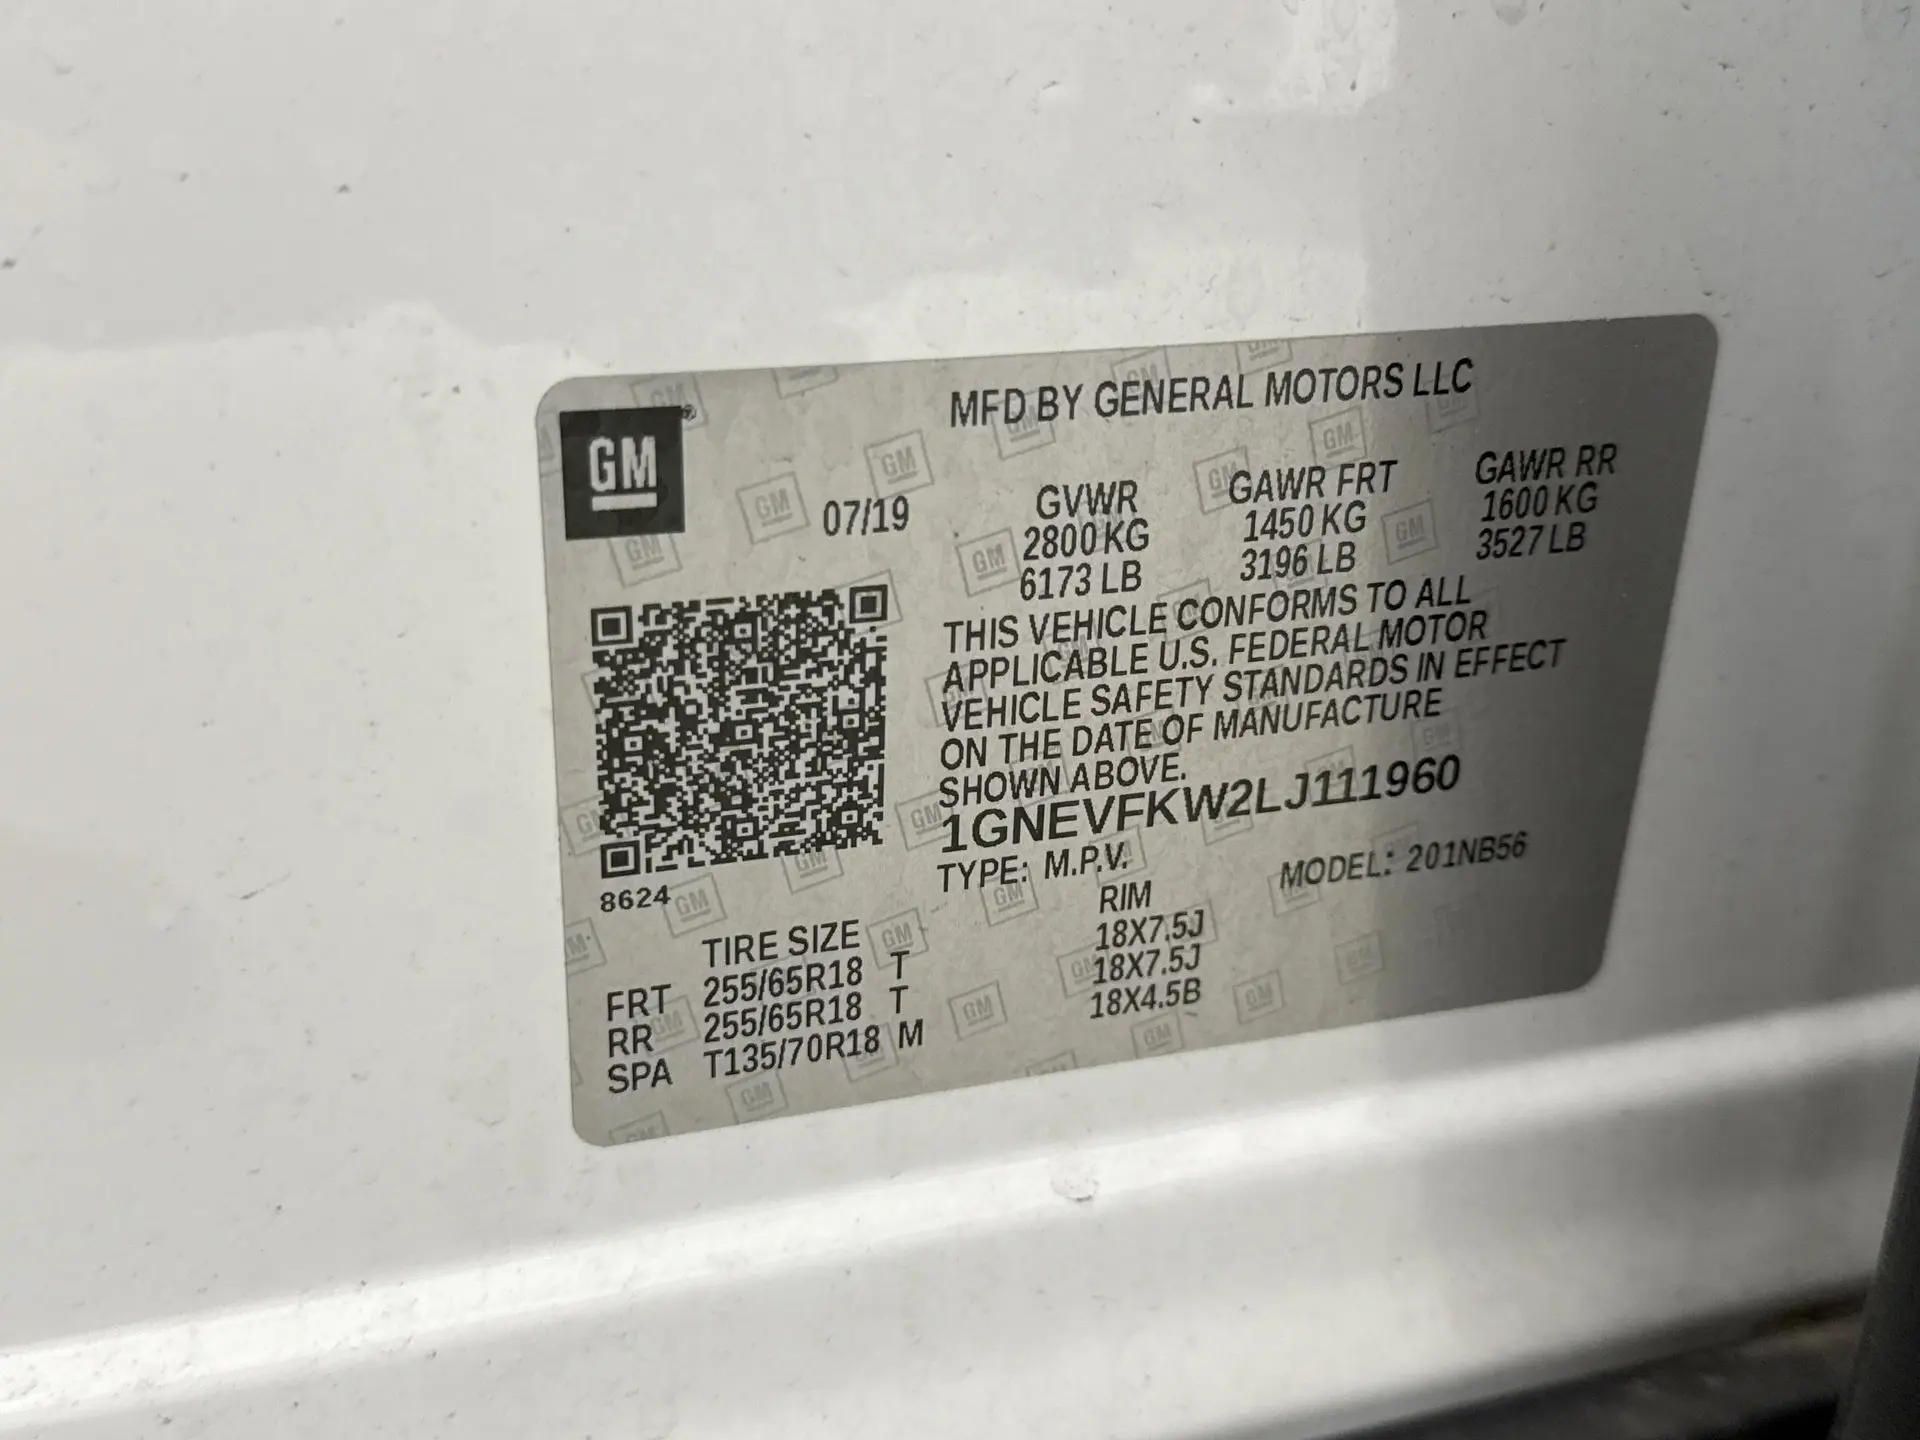 GM
MFD BY GENERAL MOTORS LLC
07/19
GVWR GAWR FRT GAWR RR
2800 KG 1450 KG 1600 KG
6173 LB 3196 LB 3527 LB
THIS VEHICLE CONFORMS TO ALL
APPLICABLE U.S. FEDERAL MOTOR
VEHICLE SAFETY STANDARDS IN EFFECT
ON THE DATE OF MANUFACTURE
SHOWN ABOVE.
1GNEVFKW2LJ111960
TYPE: M.P.V. MODEL: 201NB56
8624
TIRE SIZE RIM
FRT 255/65R18 T 18X7.5J
RR 255/65R18 T 18X7.5J
SPA T135/70R18 M 18X4.5B